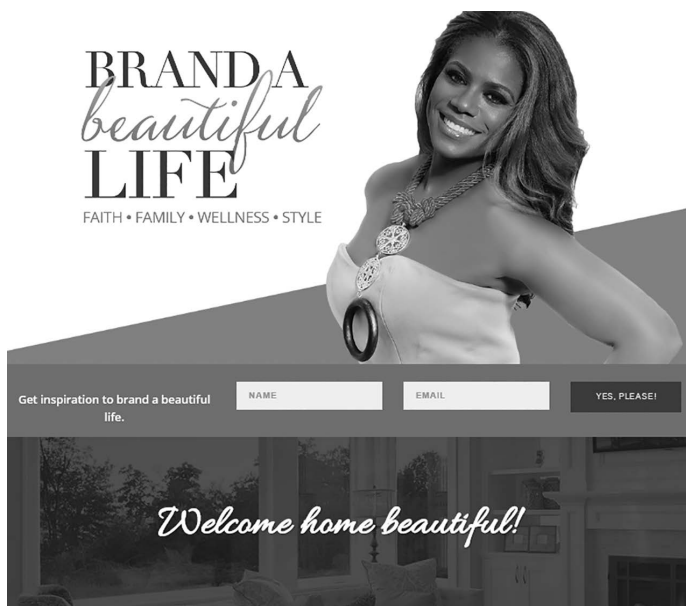 BRAND A
beautiful
LIFE
FAITH • FAMILY • WELLNESS • STYLE
Get inspiration to brand a beautiful
life.
NAME
EMAIL
YES, PLEASE!
Welcome home beautiful!